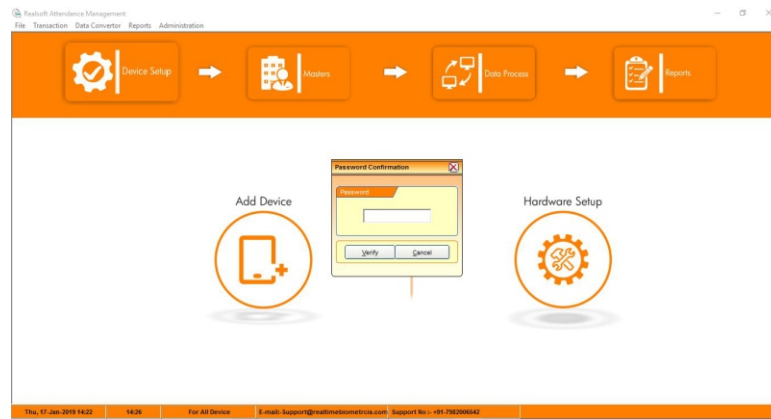 Realsoft Attendance Management
File Transaction Data Convertor Reports Administration
Device Setup
Masters
Data Process
Reports
Password Confirmation
Password
Verify Cancel
Add Device
Hardware Setup
Thu, 17-Jan-2019 14:22 14:26 For All Device E-mail:-Support@realtimebiometrcis.com Support No :- +91-7982006642